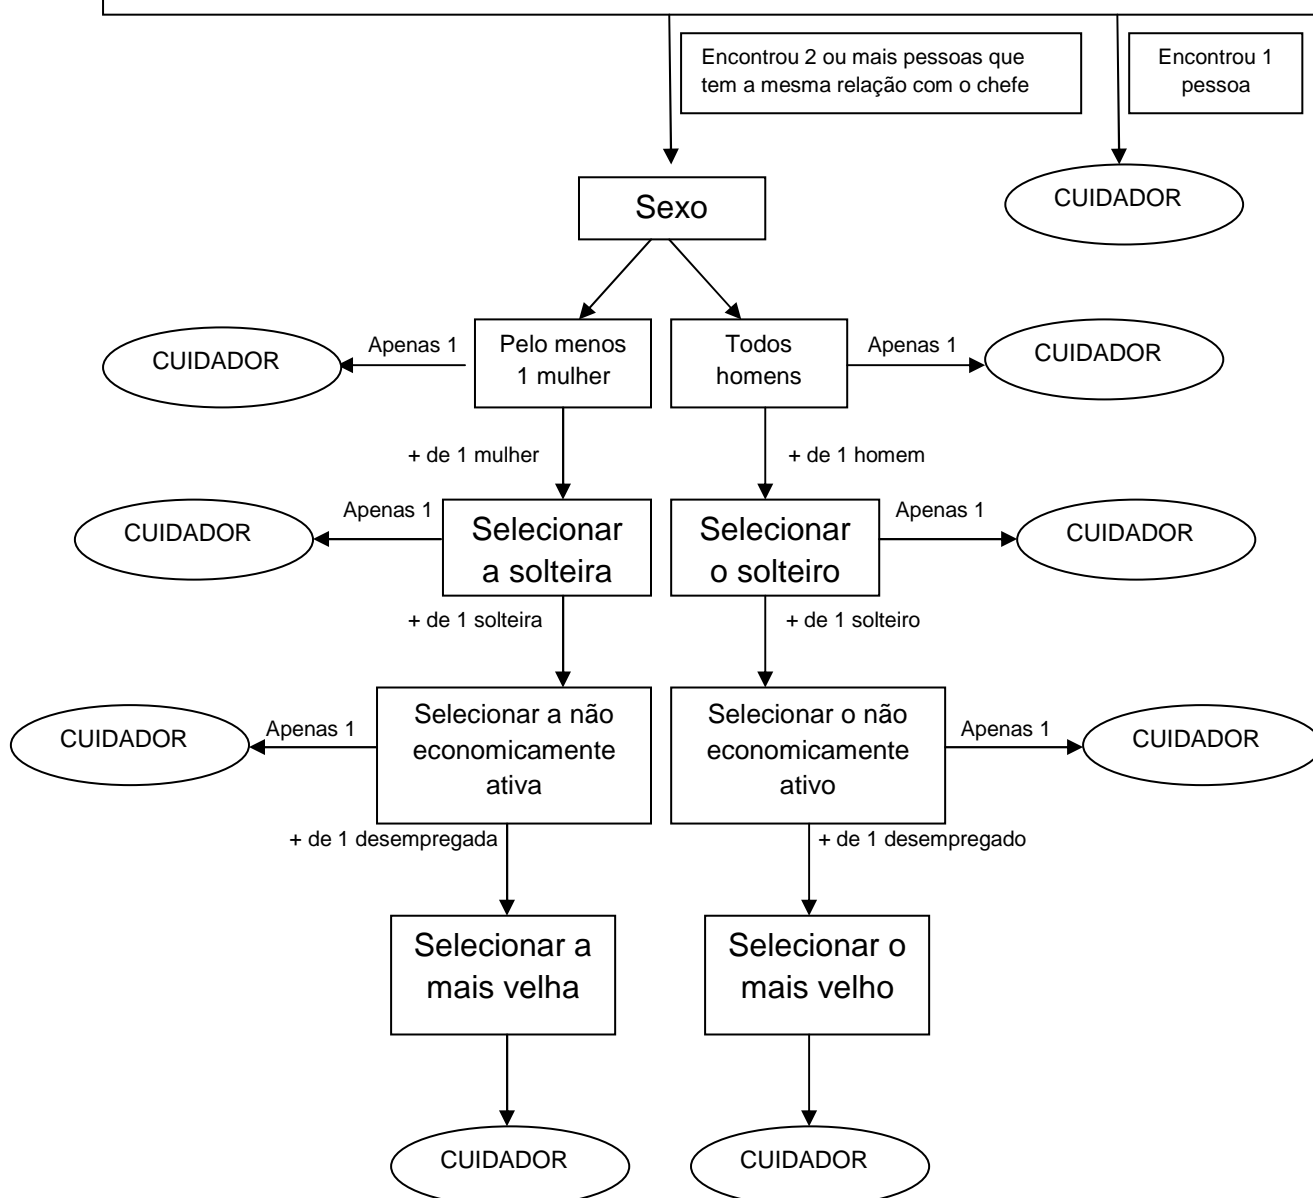 Encontrou 2 ou mais pessoas que
tem a mesma relação com o chefe
Encontrou 1
pessoa
CUIDADOR
Sexo
CUIDADOR
Apenas 1
Pelo menos
1 mulher
Todos
homens
Apenas 1
CUIDADOR
+ de 1 mulher
+ de 1 homem
CUIDADOR
Apenas 1
Selecionar
a solteira
Selecionar
o solteiro
Apenas 1
CUIDADOR
+ de 1 solteira
+ de 1 solteiro
CUIDADOR
Apenas 1
Selecionar a não
economicamente
ativa
Selecionar o não
economicamente
ativo
Apenas 1
CUIDADOR
+ de 1 desempregada
+ de 1 desempregado
Selecionar a
mais velha
Selecionar o
mais velho
CUIDADOR
CUIDADOR